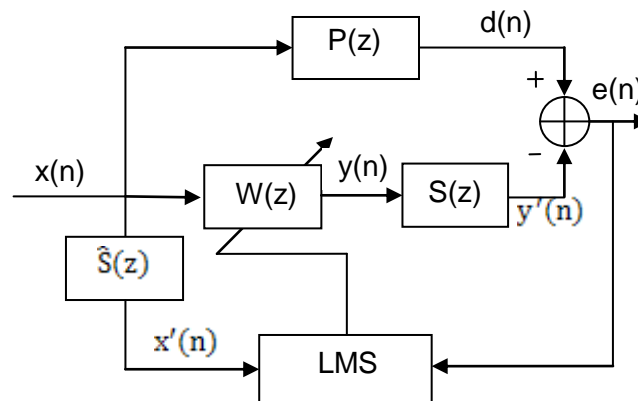 P(z)
d(n)
+
e(n)
-
x(n)
W(z)
y(n)
S(z)
y′(n)
Ŝ(z)
x′(n)
LMS